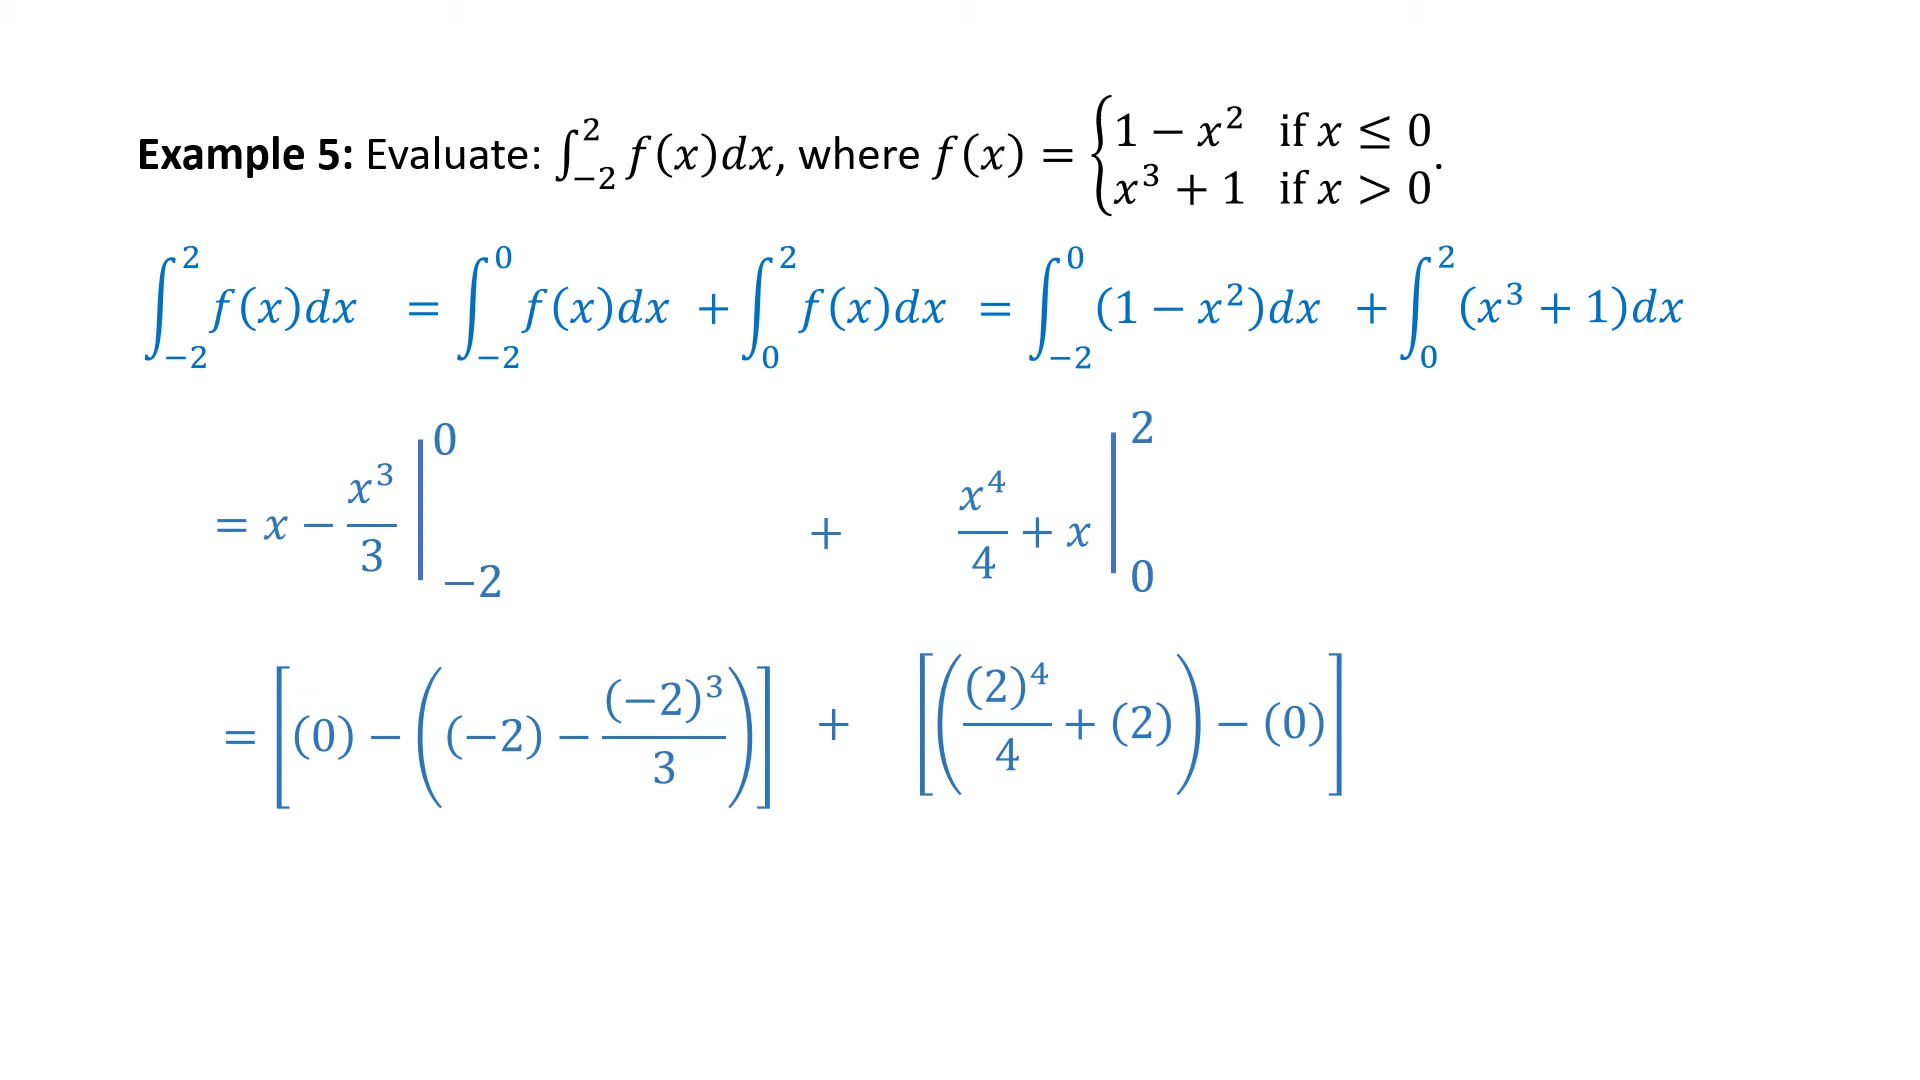 Example 5: Evaluate: ∫_{−2}^{2} f(x)dx, where f(x) = {1 − x² if x ≤ 0; x³ + 1 if x > 0.
∫_{−2}^{2} f(x)dx = ∫_{−2}^{0} f(x)dx + ∫_{0}^{2} f(x)dx = ∫_{−2}^{0} (1 − x²)dx + ∫_{0}^{2} (x³ + 1)dx
= x − x³/3 |_{−2}^{0} + x⁴/4 + x |_{0}^{2}
= [(0) − ((−2) − (−2)³/3)] + [((2)⁴/4 + (2)) − (0)]